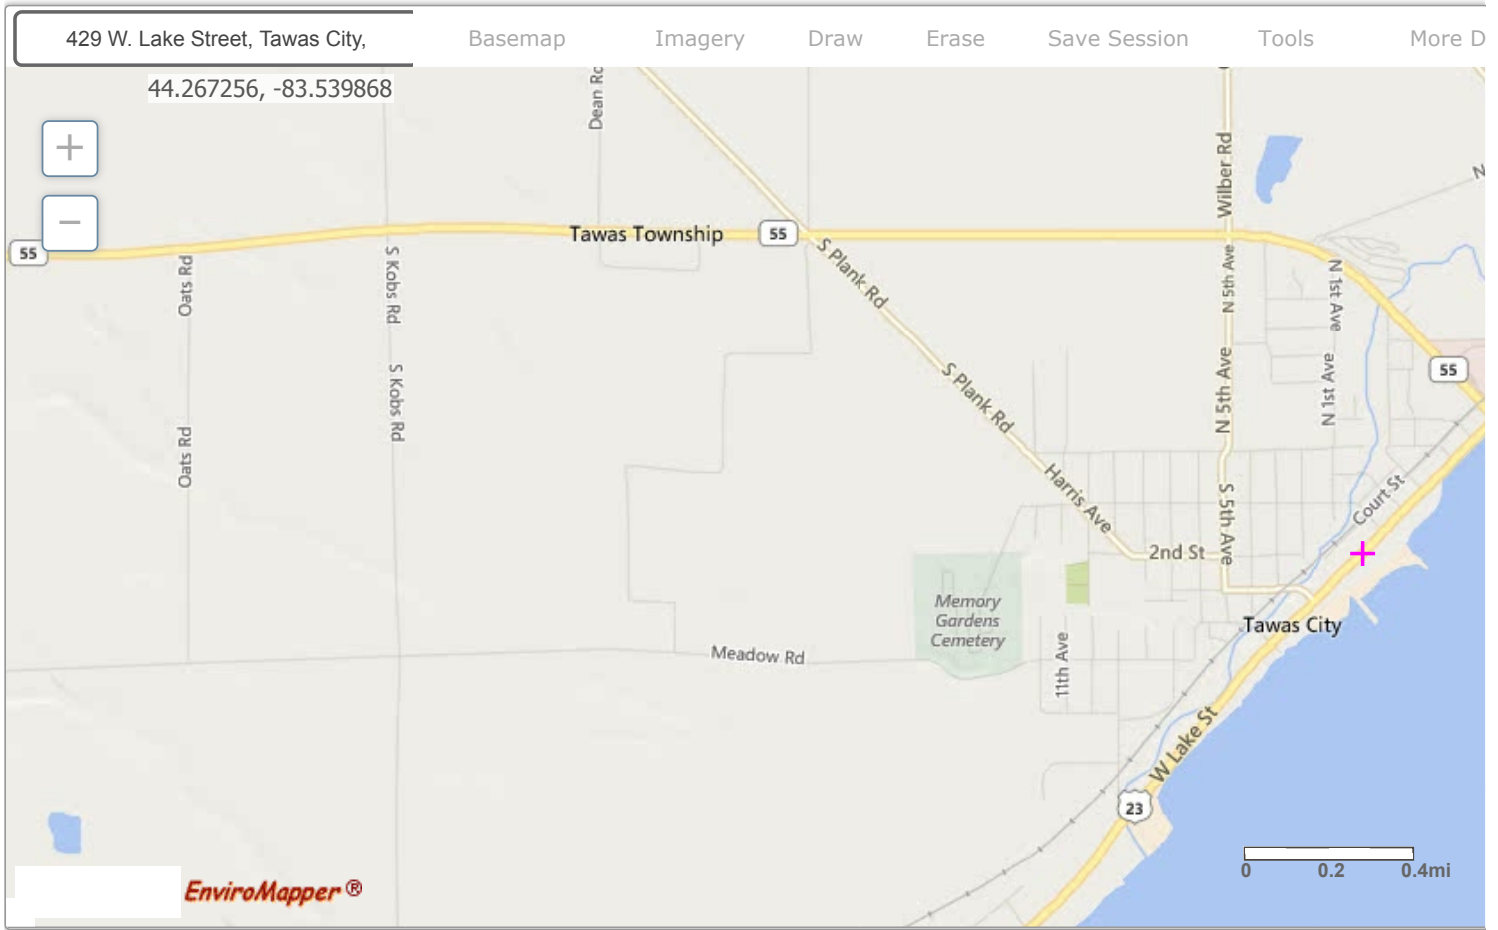 429 W. Lake Street, Tawas City,
Basemap
Imagery
Draw
Erase
Save Session
Tools
More D
44.267256, -83.539868
+
−
Dean Rd
Wilber Rd
N
55
Tawas Township
55
Oats Rd
S Kobs Rd
S Plank Rd
N 5th Ave
N 1st Ave
S Kobs Rd
S Plank Rd
N 5th Ave
N 1st Ave
55
Oats Rd
Harris Ave
S 5th Ave
Court St
2nd St
Memory
Gardens
Cemetery
Tawas City
Meadow Rd
11th Ave
W Lake St
23
0
0.2
0.4mi
EnviroMapper ®